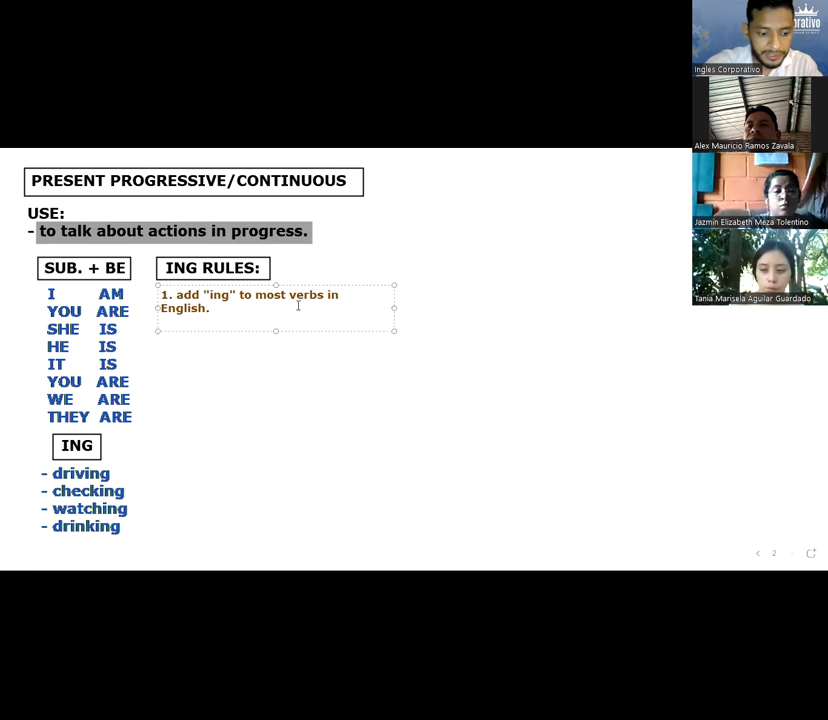 orativo
Ingles Corporativo
Alex Mauricio Ramos Zavala
Jazmin Elizabeth Meza Tolentino
Tania Marisela Aguilar Guardado
PRESENT PROGRESSIVE/CONTINUOUS
USE:
- to talk about actions in progress.
SUB. + BE
I AM
YOU ARE
SHE IS
HE IS
IT IS
YOU ARE
WE ARE
THEY ARE
ING
- driving
- checking
- watching
- drinking
ING RULES:
1. add "ing" to most verbs in
English.
2